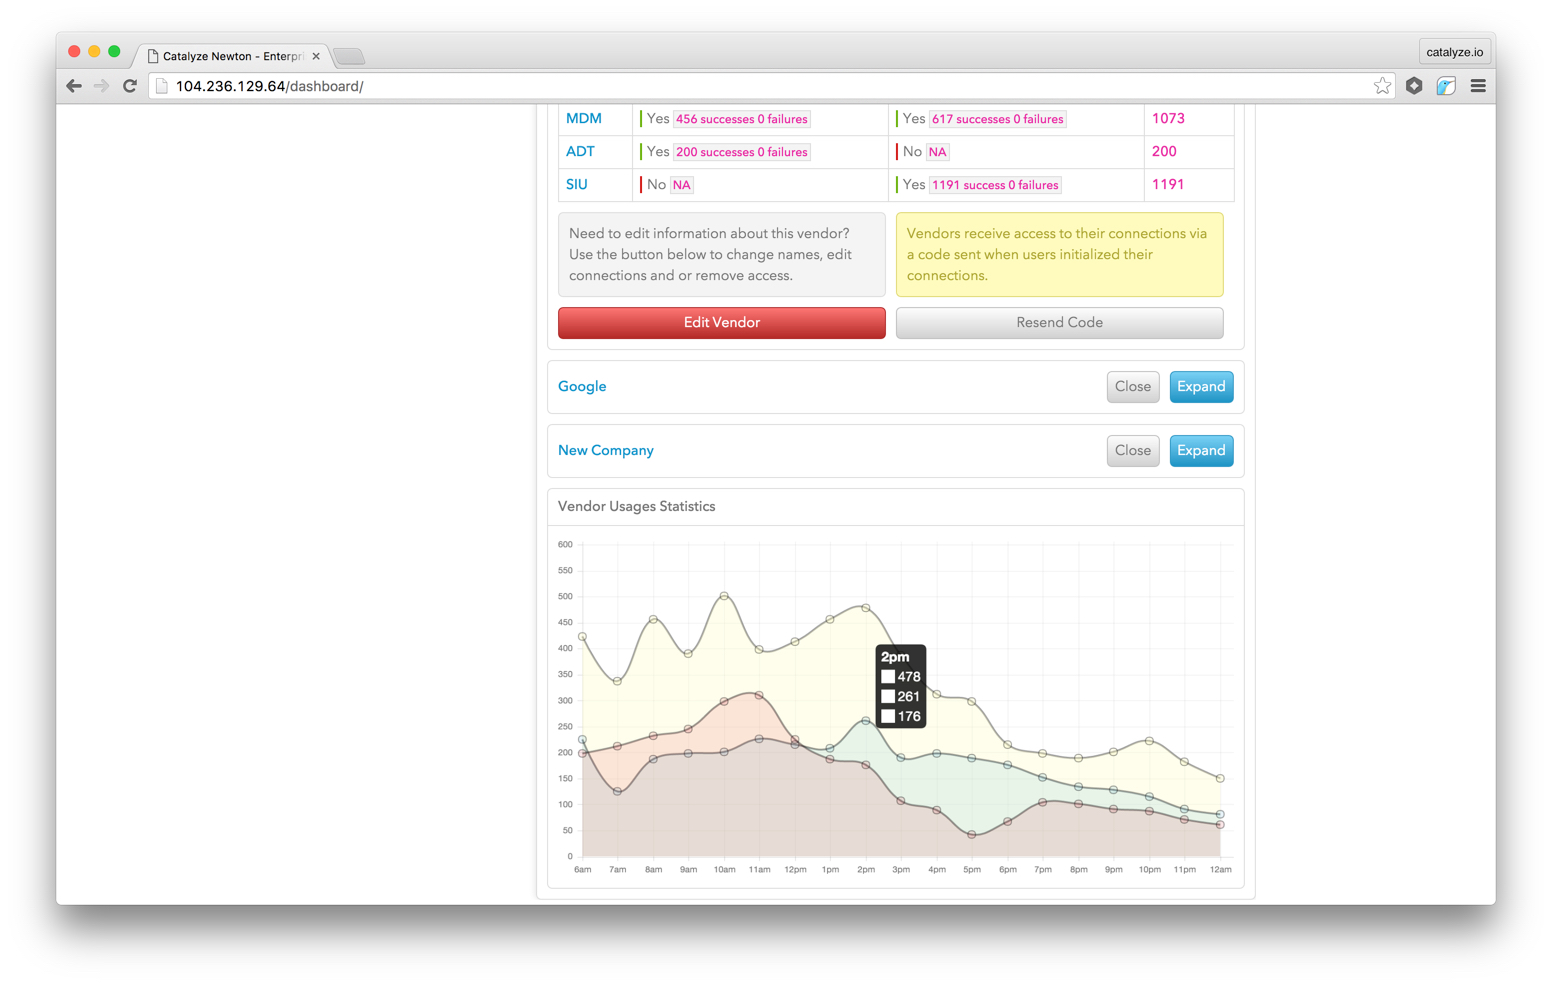 Catalyze Newton - Enterpri
catalyze.io
104.236.129.64/dashboard/
MDM Yes 456 successes 0 failures Yes 617 successes 0 failures 1073
ADT Yes 200 successes 0 failures No NA 200
SIU No NA Yes 1191 success 0 failures 1191
Need to edit information about this vendor?
Use the button below to change names, edit
connections and or remove access.
Vendors receive access to their connections via
a code sent when users initialized their
connections.
Edit Vendor Resend Code
Google Close Expand
New Company Close Expand
Vendor Usages Statistics
600
550
500
450
400
350
300
250
200
150
100
50
0
2pm
478
261
176
6am 7am 8am 9am 10am 11am 12pm 1pm 2pm 3pm 4pm 5pm 6pm 7pm 8pm 9pm 10pm 11pm 12am